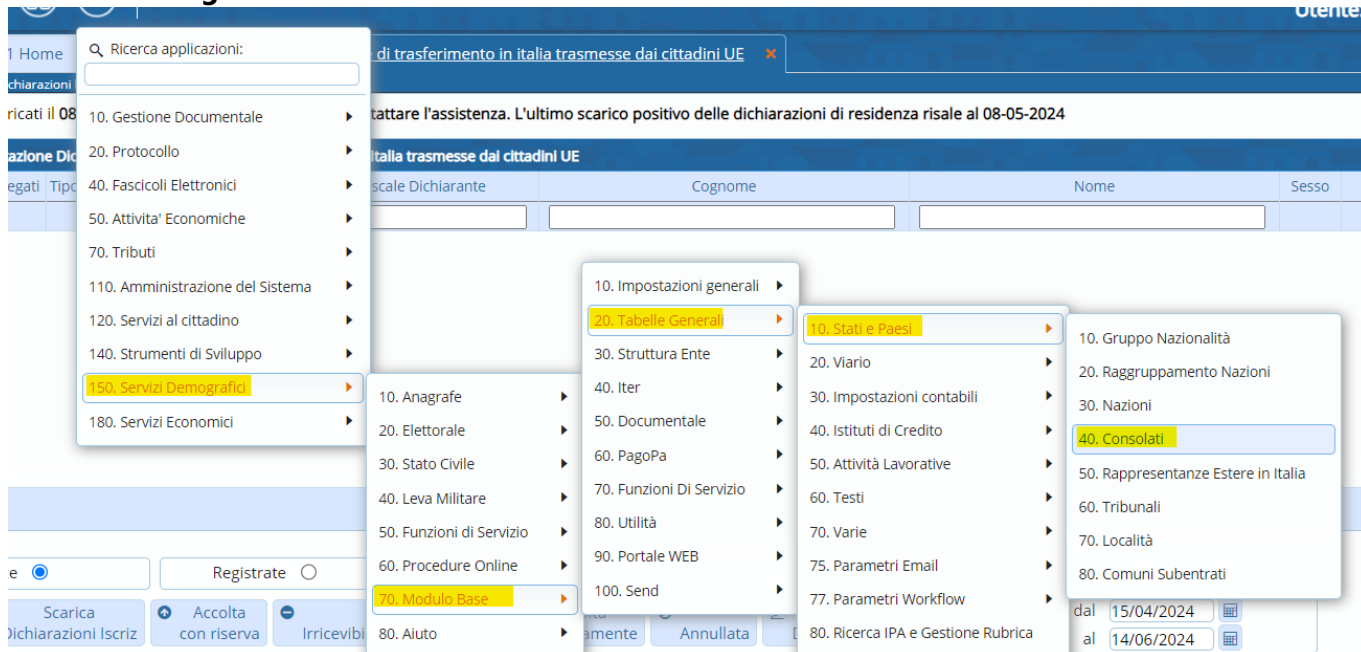 Utente
1 Home
Ricerca applicazioni:
di trasferimento in italia trasmesse dai cittadini UE
chiarazioni
ricati il 08
tattare l'assistenza. L'ultimo scarico positivo delle dichiarazioni di residenza risale al 08-05-2024
azione Dic
italia trasmesse dai cittadini UE
egati Tipo
scale Dichiarante
Cognome
Nome
Sesso
10. Gestione Documentale
20. Protocollo
40. Fascicoli Elettronici
50. Attivita' Economiche
70. Tributi
110. Amministrazione del Sistema
120. Servizi al cittadino
140. Strumenti di Sviluppo
150. Servizi Demografici
180. Servizi Economici
10. Anagrafe
20. Elettorale
30. Stato Civile
40. Leva Militare
50. Funzioni di Servizio
60. Procedure Online
70. Modulo Base
80. Aiuto
10. Impostazioni generali
20. Tabelle Generali
30. Struttura Ente
40. Iter
50. Documentale
60. PagoPa
70. Funzioni Di Servizio
80. Utilità
90. Portale WEB
100. Send
10. Stati e Paesi
20. Viario
30. Impostazioni contabili
40. Istituti di Credito
50. Attività Lavorative
60. Testi
70. Varie
75. Parametri Email
77. Parametri Workflow
80. Ricerca IPA e Gestione Rubrica
10. Gruppo Nazionalità
20. Raggruppamento Nazioni
30. Nazioni
40. Consolati
50. Rappresentanze Estere in Italia
60. Tribunali
70. Località
80. Comuni Subentrati
e
Registrate
Scarica
Dichiarazioni Iscriz
Accolta
con riserva
Irricevibi
amente
Annullata
dal 15/04/2024
al 14/06/2024